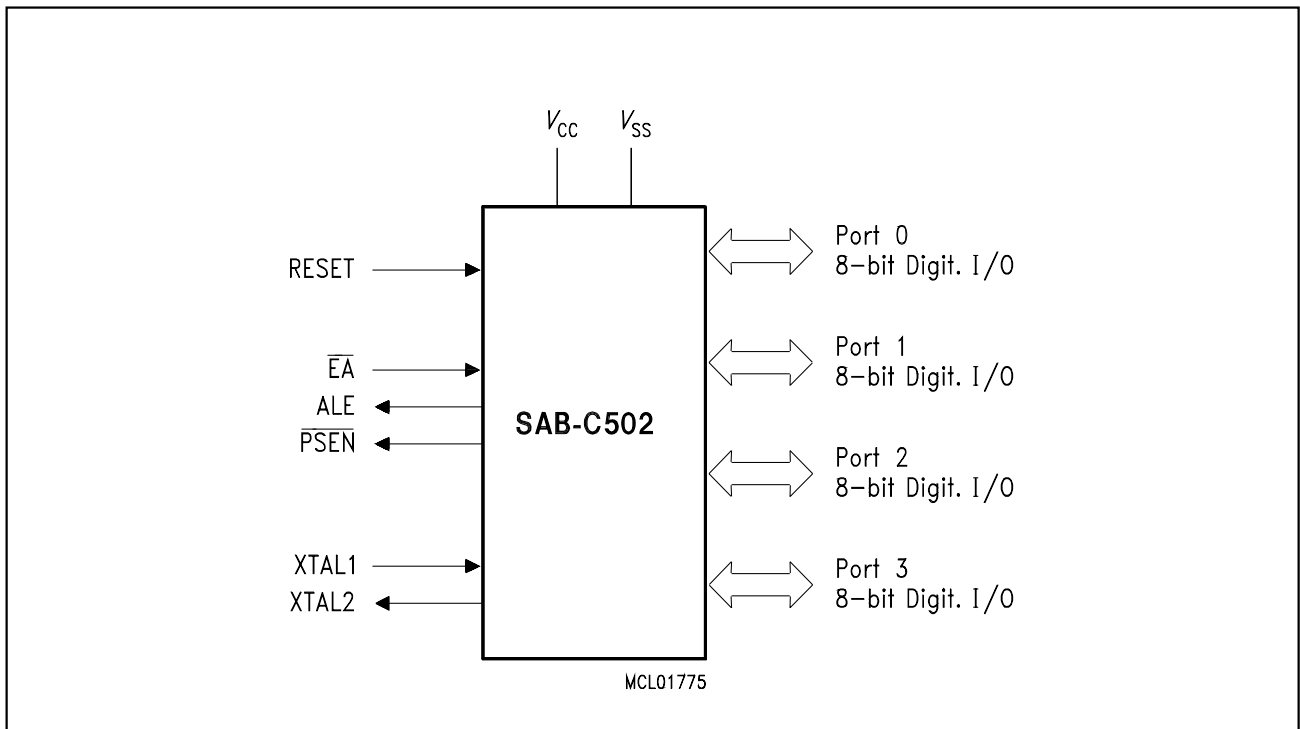 VCC VSS
RESET
EA
ALE
PSEN
XTAL1
XTAL2
SAB-C502
Port 0
8-bit Digit. I/O
Port 1
8-bit Digit. I/O
Port 2
8-bit Digit. I/O
Port 3
8-bit Digit. I/O
MCL01775